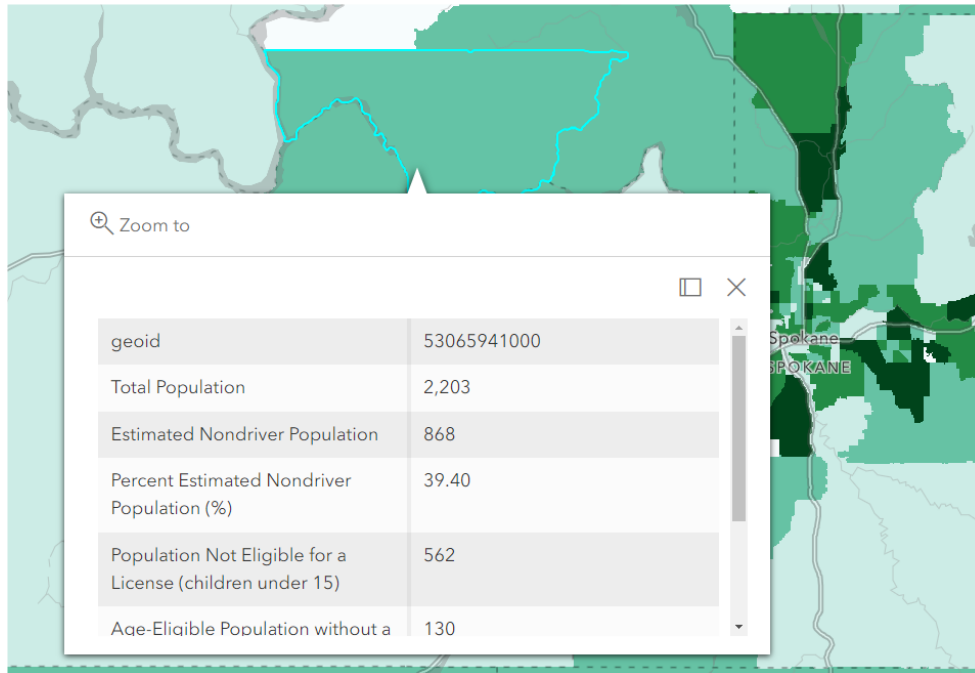 Zoom to
geoid 53065941000
Total Population 2,203
Estimated Nondriver Population 868
Percent Estimated Nondriver 39.40
Population (%)
Population Not Eligible for a 562
License (children under 15)
Age-Eligible Population without a 130
Spokane
SPOKANE